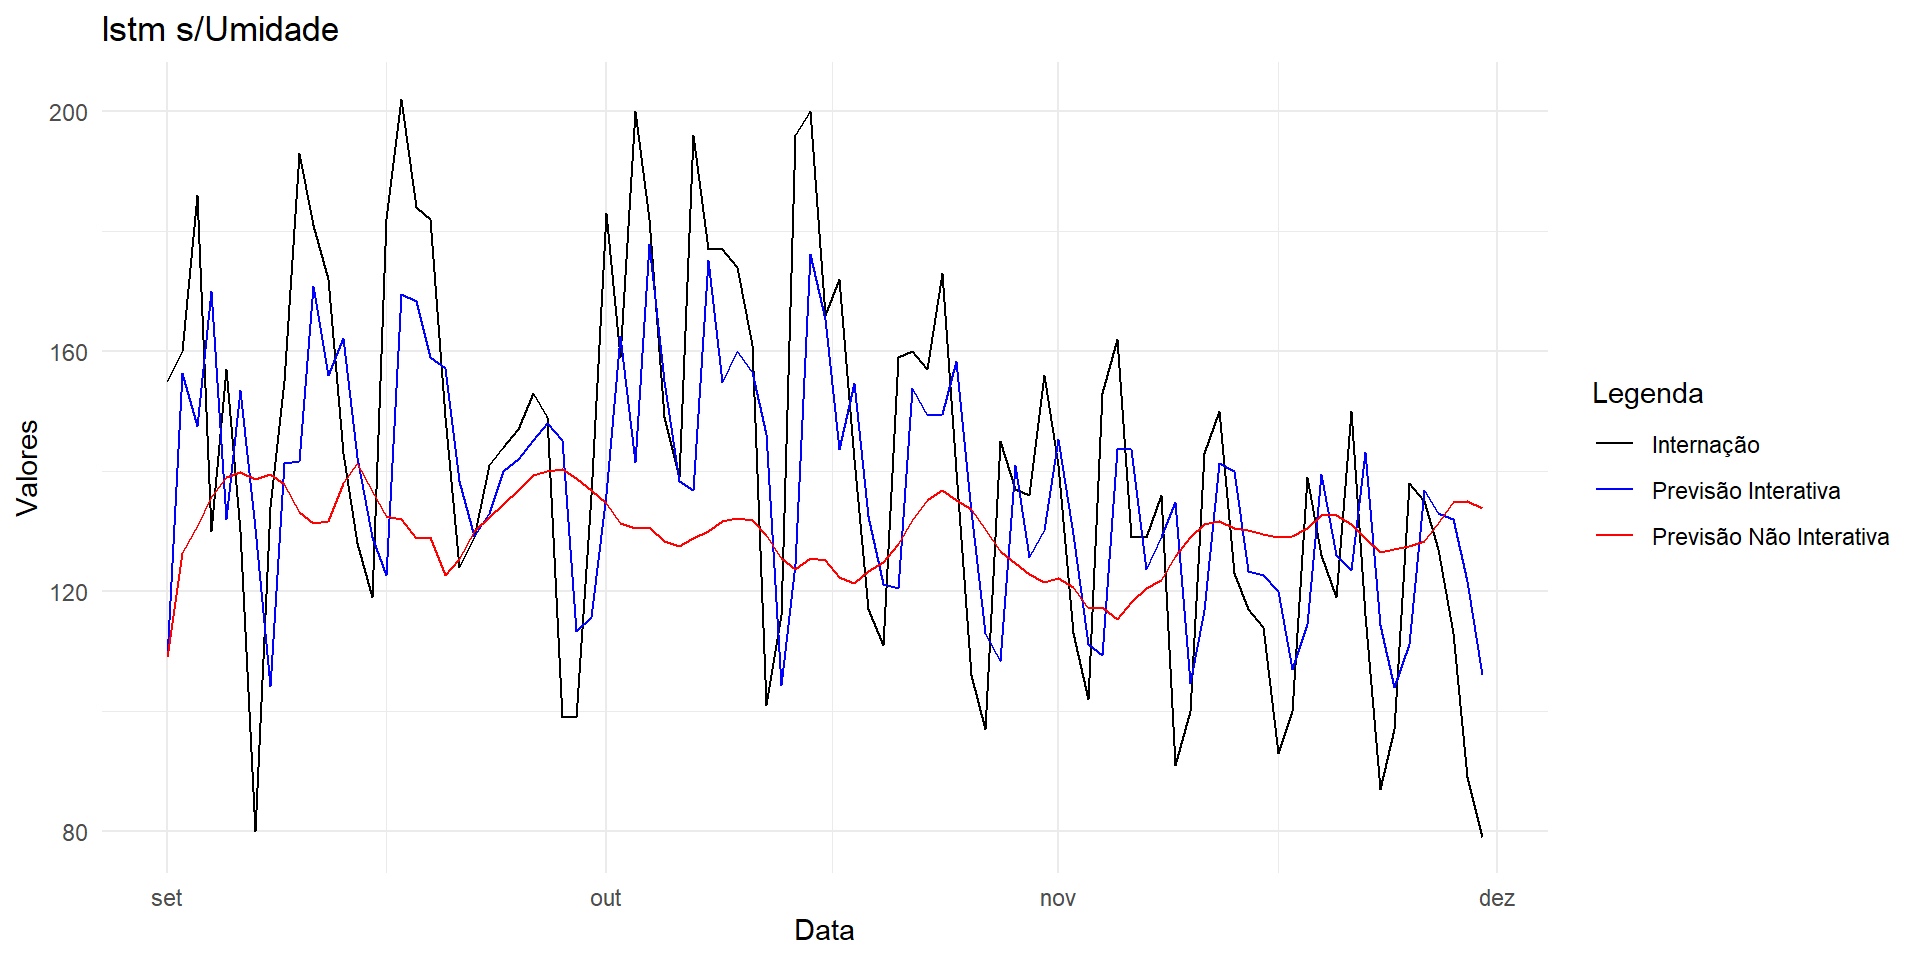 lstm s/Umidade
Valores
200
160
120
80
set
out
nov
dez
Data
Legenda
Internação
Previsão Interativa
Previsão Não Interativa